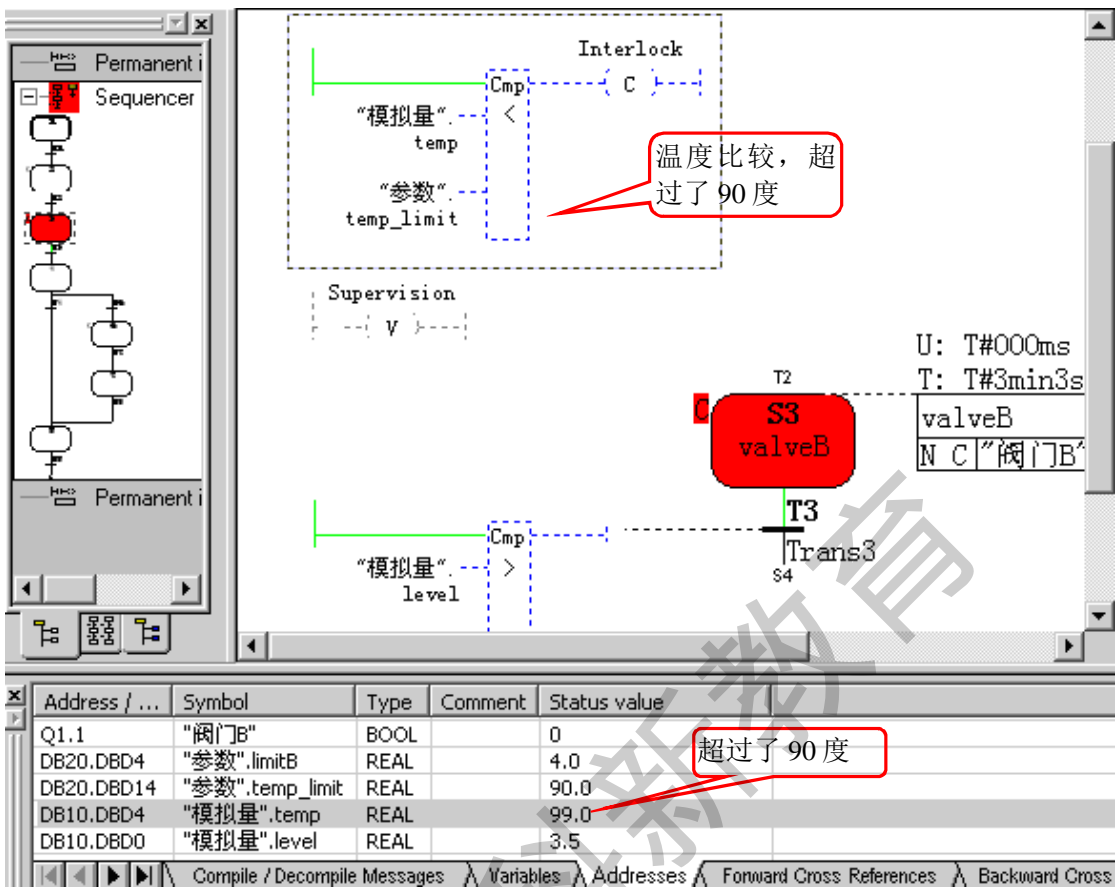 Permanent i
Sequencer
Permanent i
Interlock
Cmp
C
"模拟量".
<
temp
"参数".
temp_limit
温度比较，超
过了 90 度
Supervision
V
U: T#000ms
T2
T: T#3min3s
C
S3
valveB
valveB
N C "阀门B"
T3
Cmp
Trans3
"模拟量".
>
S4
level
Address / ... Symbol Type Comment Status value
Q1.1 "阀门B" BOOL 0
DB20.DBD4 "参数".limitB REAL 4.0
DB20.DBD14 "参数".temp_limit REAL 90.0
DB10.DBD4 "模拟量".temp REAL 99.0
DB10.DBD0 "模拟量".level REAL 3.5
超过了 90 度
Compile / Decompile Messages Variables Addresses Forward Cross References Backward Cross
新教育